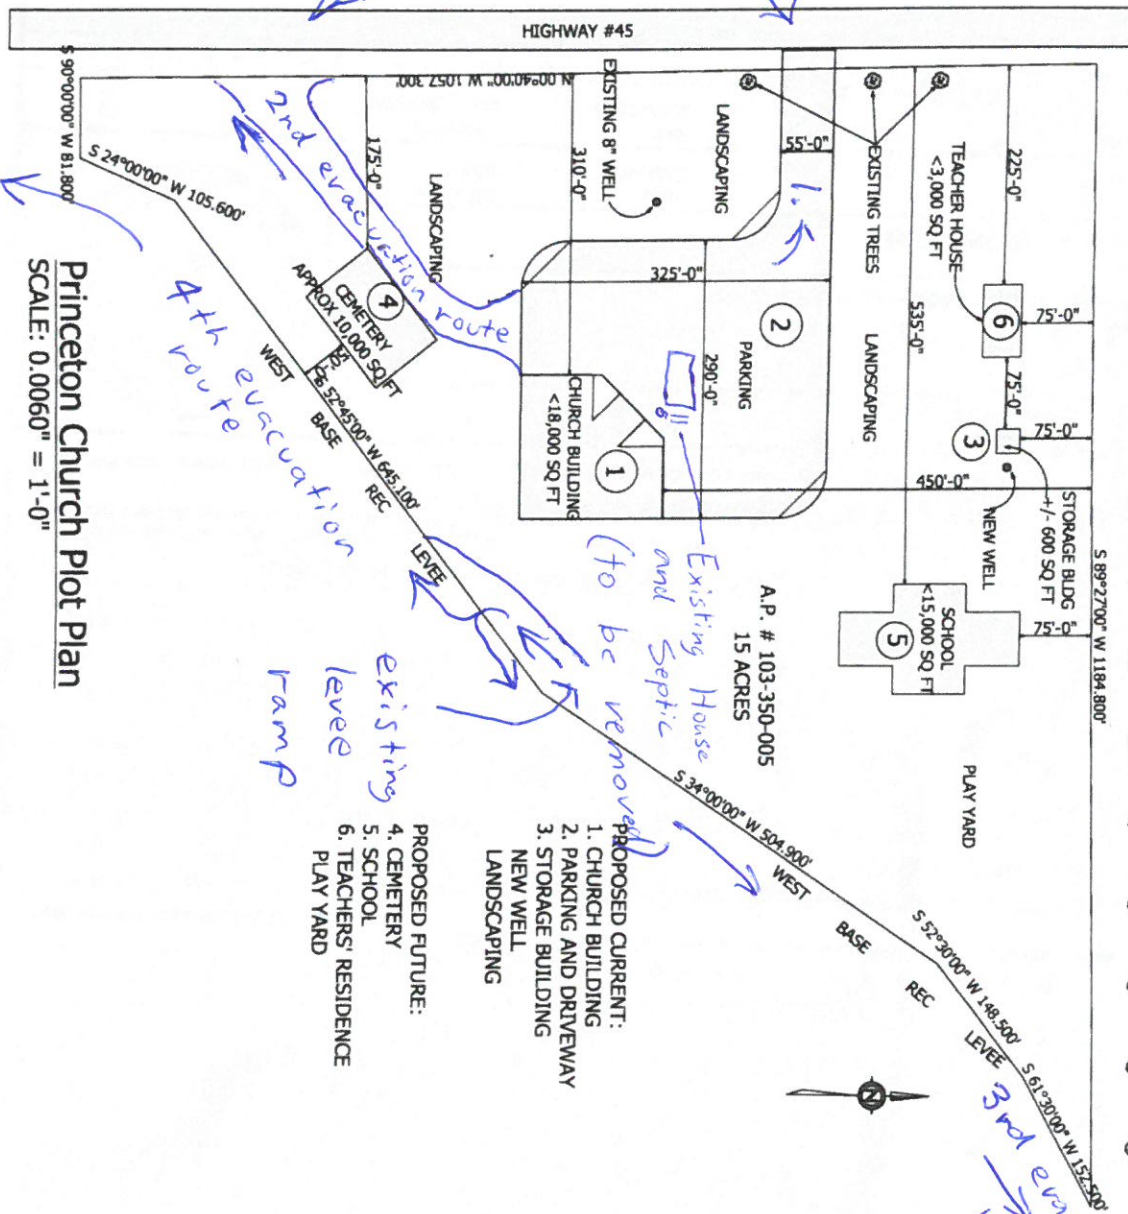 HIGHWAY #45
S 90°00'00" W 81.800'
N 00°40'00" W 1057.300'
S 89°27'00" W 1184.800'
S 24°00'00" W 105.600'
S 52°45'00" W 645.100'
S 34°00'00" W 504.900'
S 52°30'00" W 148.500'
S 61°30'00" W 152.500'
225'-0"
TEACHER HOUSE
<3,000 SQ FT
6
75'-0"
75'-0"
75'-0"
3
STORAGE BLDG
+/- 600 SQ FT
NEW WELL
535'-0"
450'-0"
75'-0"
SCHOOL
<15,000 SQ FT
5
PLAY YARD
EXISTING TREES
LANDSCAPING
55'-0"
1.
LANDSCAPING
EXISTING 8" WELL
2
PARKING
325'-0"
290'-0"
310'-0"
1
CHURCH BUILDING
<18,000 SQ FT
Existing House
and Septic
(to be removed)
A.P. # 103-350-005
15 ACRES
175'-0"
LANDSCAPING
2nd evacuation route
4
CEMETERY
APPROX 10,000 SQ FT
WEST
BASE
REC
LEVEE
WEST
BASE
REC
LEVEE
4th evacuation
route
existing
levee
ramp
3rd
PROPOSED CURRENT:
1. CHURCH BUILDING
2. PARKING AND DRIVEWAY
3. STORAGE BUILDING
NEW WELL
LANDSCAPING
PROPOSED FUTURE:
4. CEMETERY
5. SCHOOL
6. TEACHERS' RESIDENCE
PLAY YARD
N
Princeton Church Plot Plan
SCALE: 0.0060" = 1'-0"